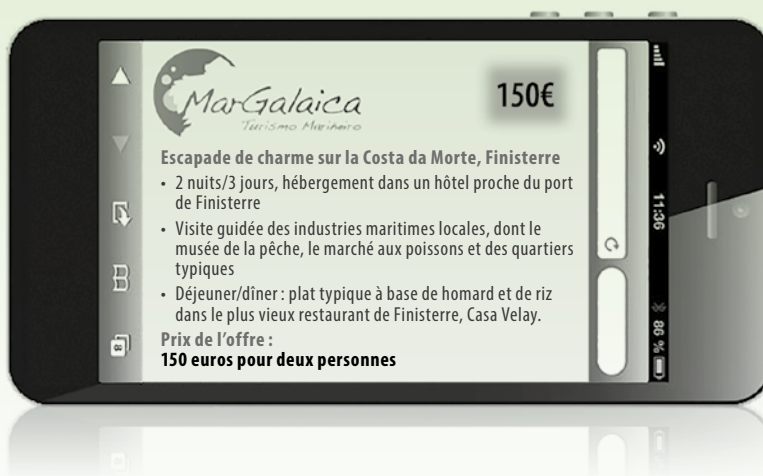 MarGalaica
Turismo Mariñeiro
150€
Escapade de charme sur la Costa da Morte, Finisterre
• 2 nuits/3 jours, hébergement dans un hôtel proche du port
de Finisterre
• Visite guidée des industries maritimes locales, dont le
musée de la pêche, le marché aux poissons et des quartiers
typiques
• Déjeuner/dîner : plat typique à base de homard et de riz
dans le plus vieux restaurant de Finisterre, Casa Velay.
Prix de l'offre :
150 euros pour deux personnes
11:36
86 %
8